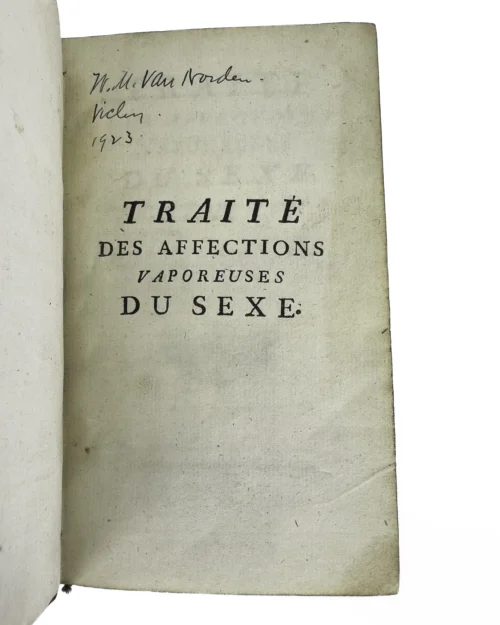 W. M. Van Norden.
Vichy.
1923.
TRAITÉ
DES AFFECTIONS
VAPOREUSES
DU SEXE.